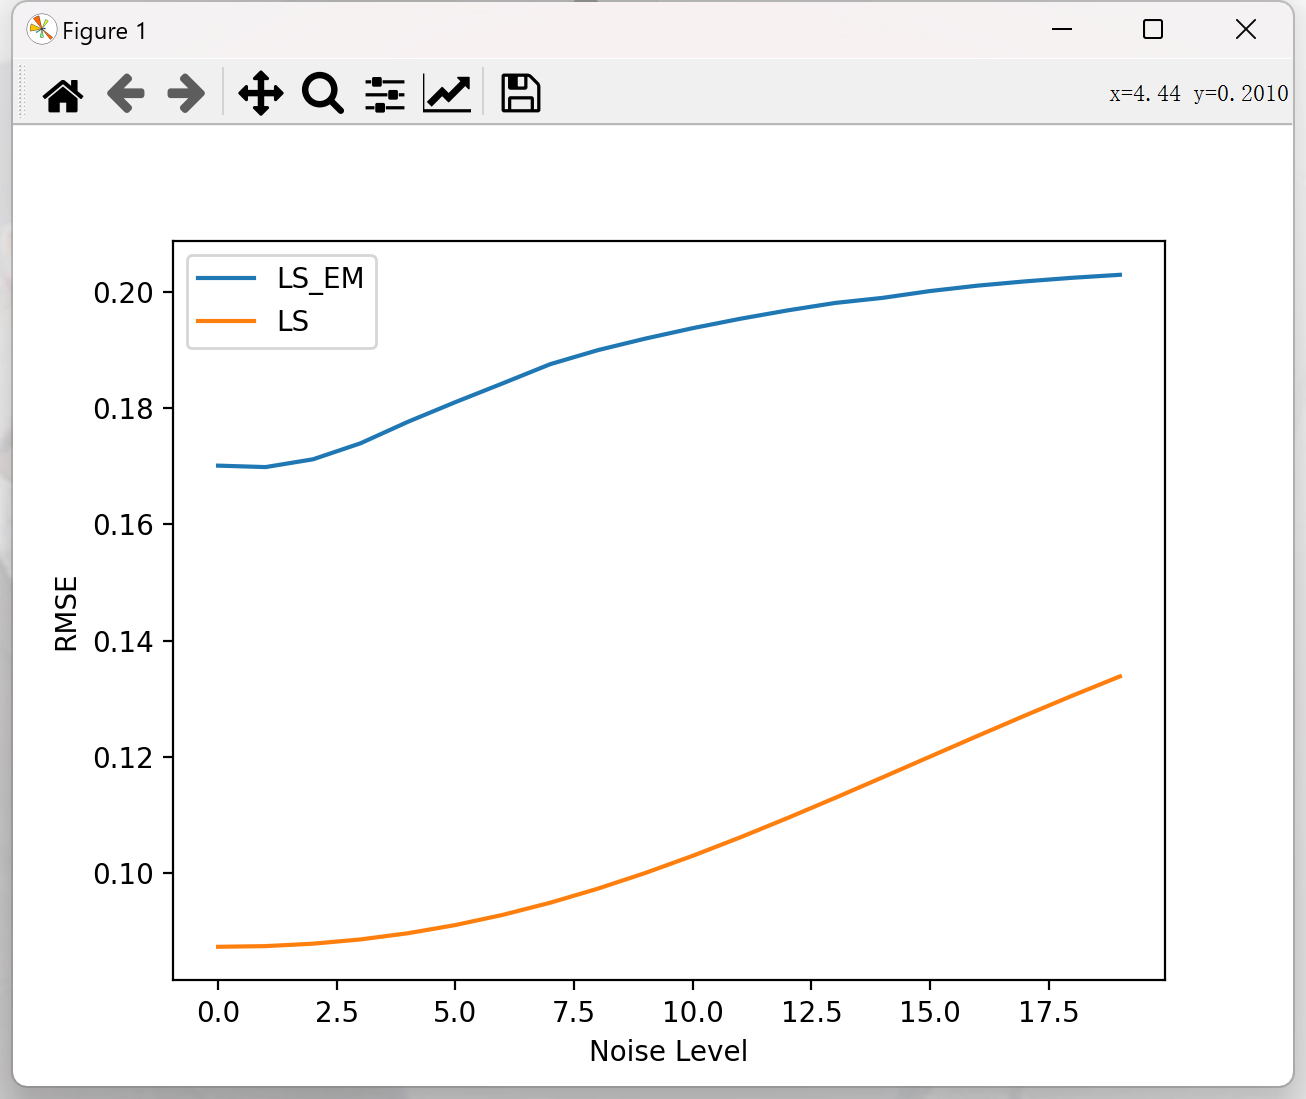 Figure 1
x=4.44 y=0.2010
LS_EM
LS
0.20
0.18
0.16
0.14
0.12
0.10
RMSE
0.0 2.5 5.0 7.5 10.0 12.5 15.0 17.5
Noise Level